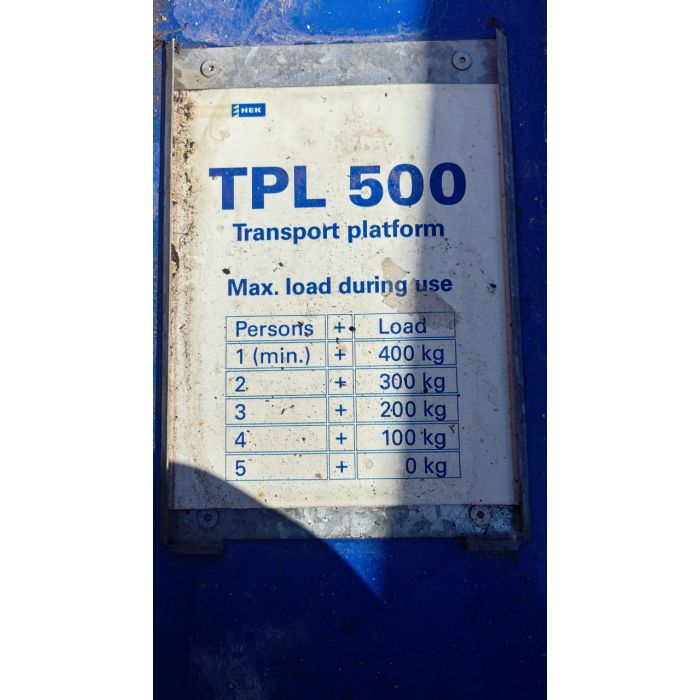 HEK
TPL 500
Transport platform
Max. load during use
Persons + Load
1 (min.) + 400 kg
2 + 300 kg
3 + 200 kg
4 + 100 kg
5 + 0 kg